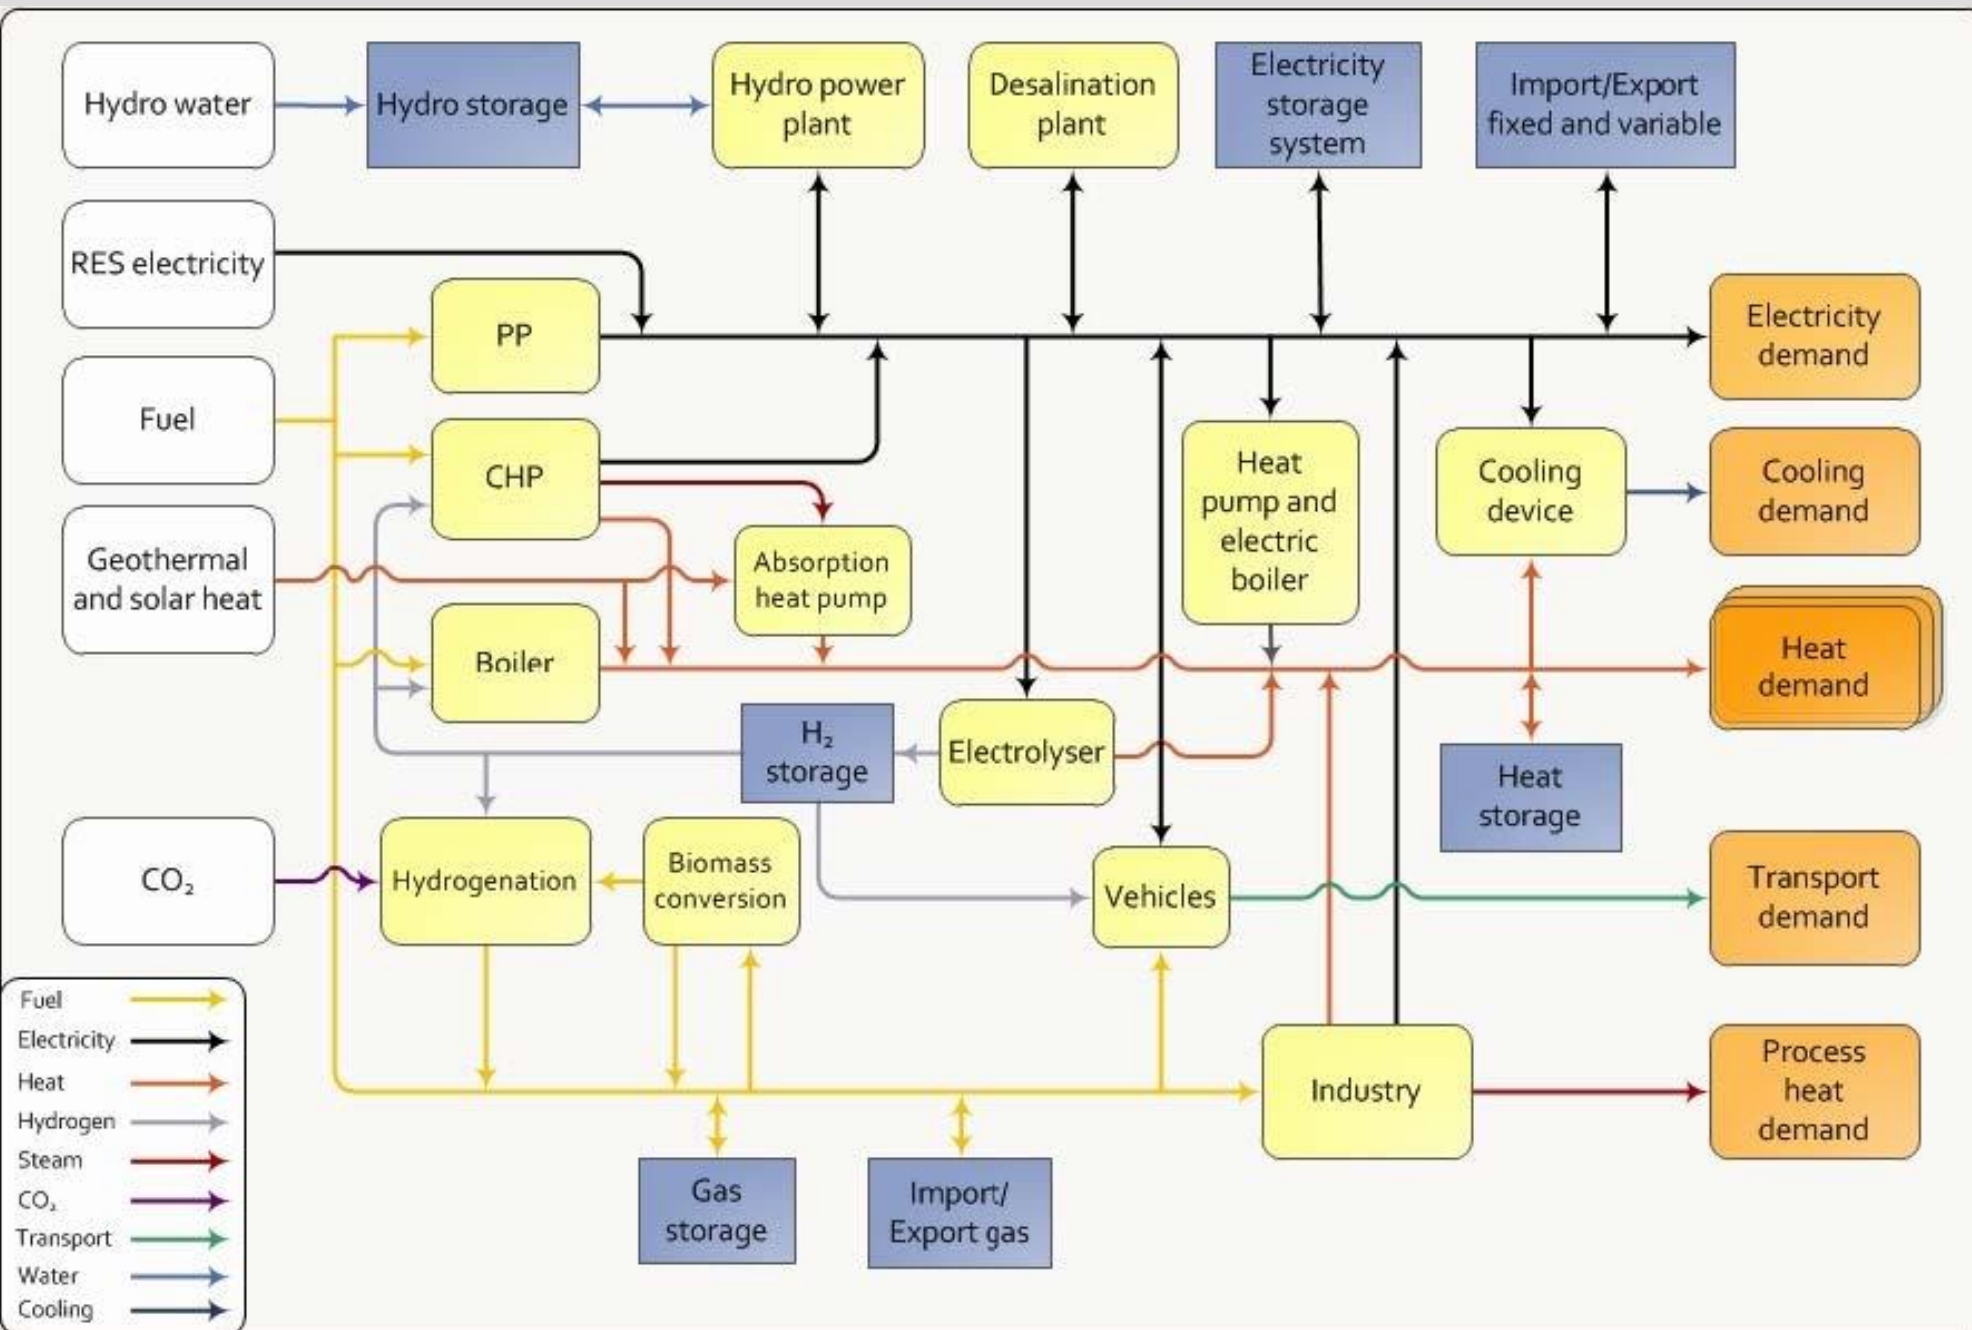 Hydro water
Hydro storage
Hydro power
plant
Desalination
plant
Electricity
storage
system
Import/Export
fixed and variable
RES electricity
PP
Electricity
demand
Fuel
CHP
Heat
pump and
electric
boiler
Cooling
device
Cooling
demand
Geothermal
and solar heat
Absorption
heat pump
Boiler
Heat
demand
H₂
storage
Electrolyser
Heat
storage
CO₂
Hydrogenation
Biomass
conversion
Vehicles
Transport
demand
Industry
Process
heat
demand
Gas
storage
Import/
Export gas
Fuel
Electricity
Heat
Hydrogen
Steam
CO₂
Transport
Water
Cooling